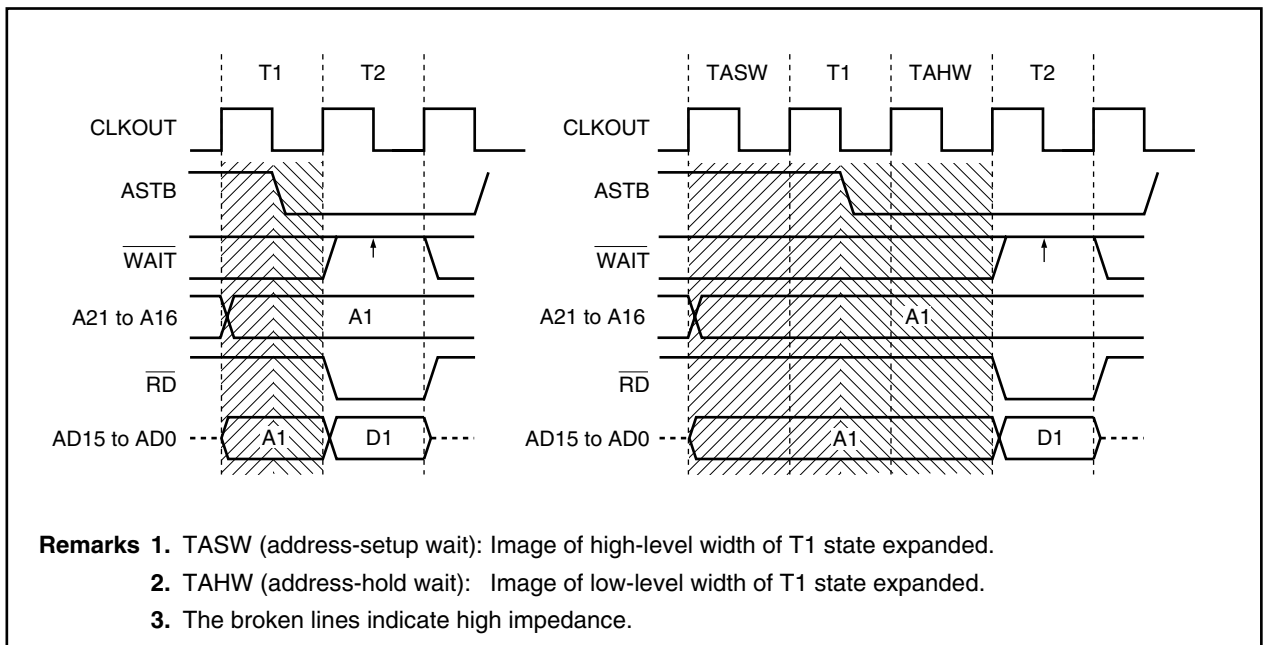 T1 T2
TASW T1 TAHW T2
CLKOUT
CLKOUT
ASTB
ASTB
WAIT
WAIT
A21 to A16 A1
A21 to A16 A1
RD
RD
AD15 to AD0 A1 D1
AD15 to AD0 A1 D1
Remarks 1. TASW (address-setup wait): Image of high-level width of T1 state expanded.
2. TAHW (address-hold wait): Image of low-level width of T1 state expanded.
3. The broken lines indicate high impedance.